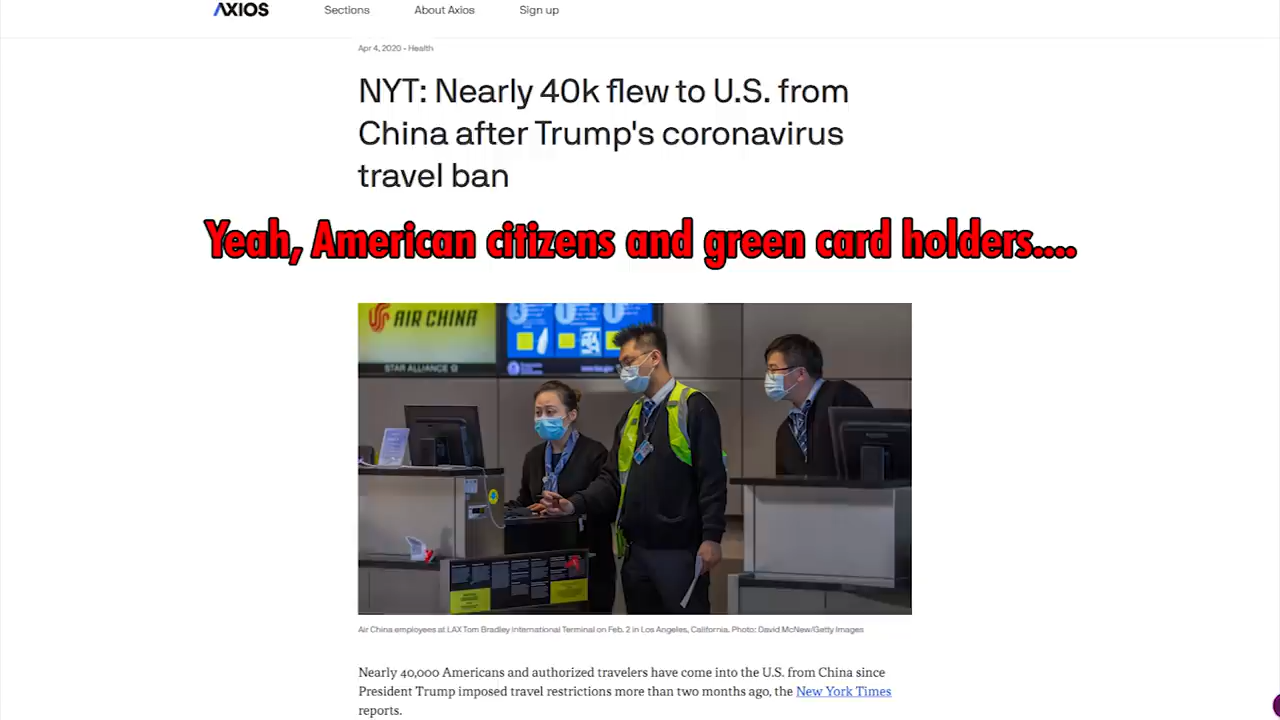 AXIOS
Sections
About Axios
Sign up
Apr 4, 2020 - Health
NYT: Nearly 40k flew to U.S. from
China after Trump's coronavirus
travel ban
Yeah, American citizens and green card holders....
AIR CHINA
STAR ALLIANCE
Air China employees at LAX Tom Bradley International Terminal on Feb. 2 in Los Angeles, California. Photo: David McNew/Getty Images
Nearly 40,000 Americans and authorized travelers have come into the U.S. from China since
President Trump imposed travel restrictions more than two months ago, the New York Times
reports.